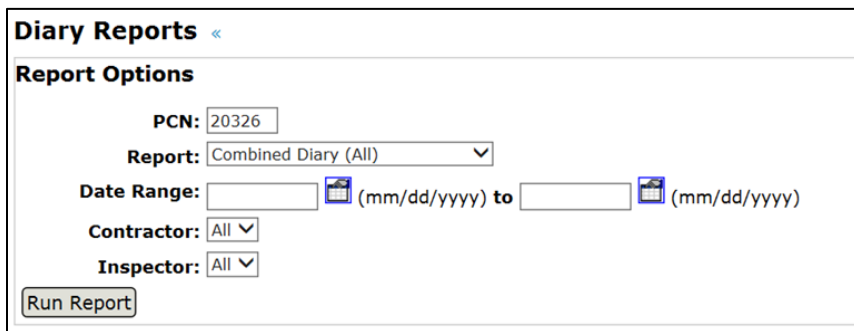 Diary Reports «
Report Options
PCN: 20326
Report: Combined Diary (All)
Date Range: (mm/dd/yyyy) to (mm/dd/yyyy)
Contractor: All
Inspector: All
Run Report